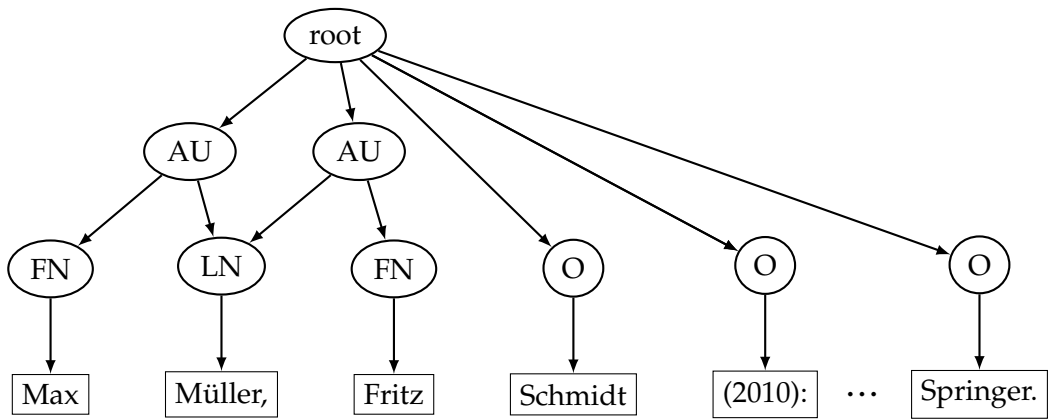 root
AU AU
FN LN FN O O O
Max Müller, Fritz Schmidt (2010): ... Springer.